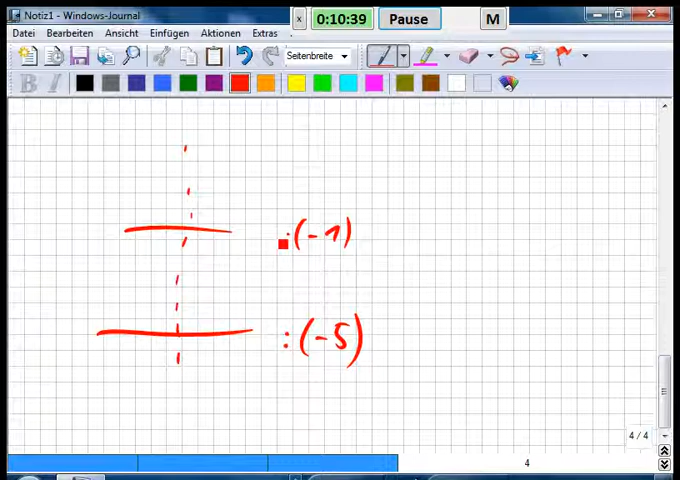 Notiz1 - Windows-Journal
x 0:10:39 Pause M
Datei Bearbeiten Ansicht Einfügen Aktionen Extras
Seitenbreite
B I
:(-1)
:(-5)
4 / 4
4